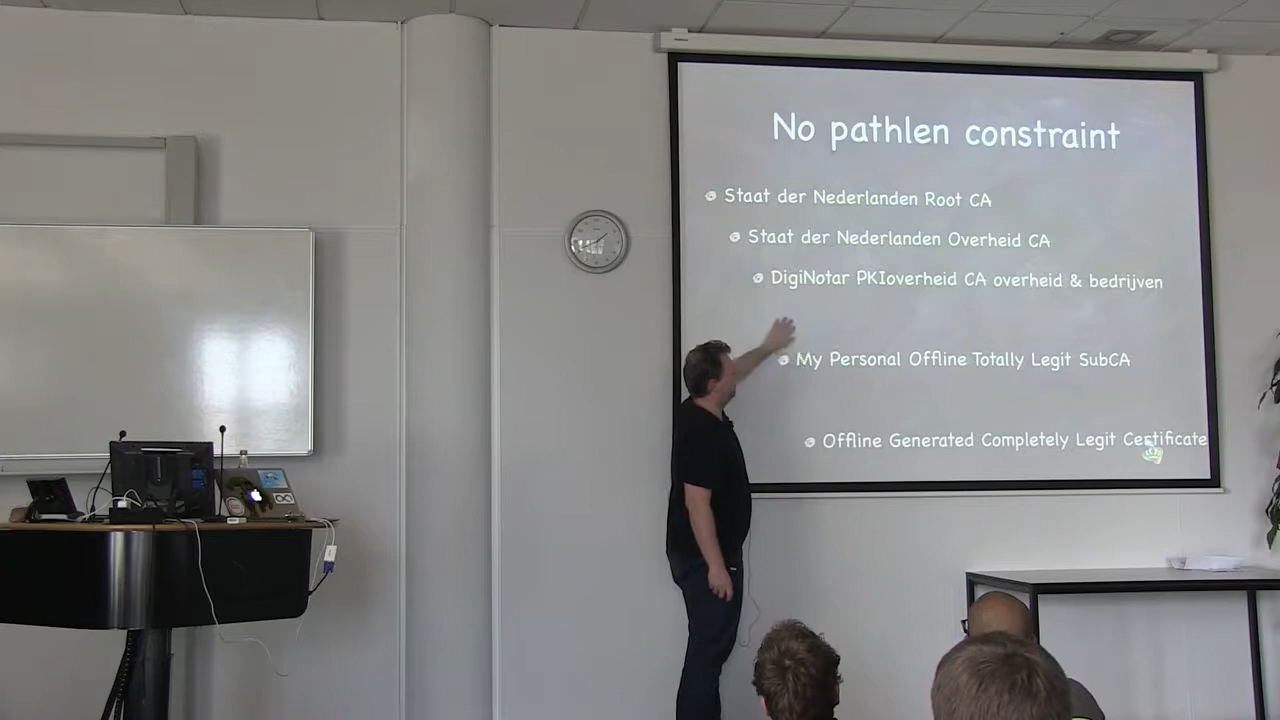 No pathlen constraint
Staat der Nederlanden Root CA
Staat der Nederlanden Overheid CA
DigiNotar PKIoverheid CA overheid & bedrijven
My Personal Offline Totally Legit SubCA
Offline Generated Completely Legit Certificate